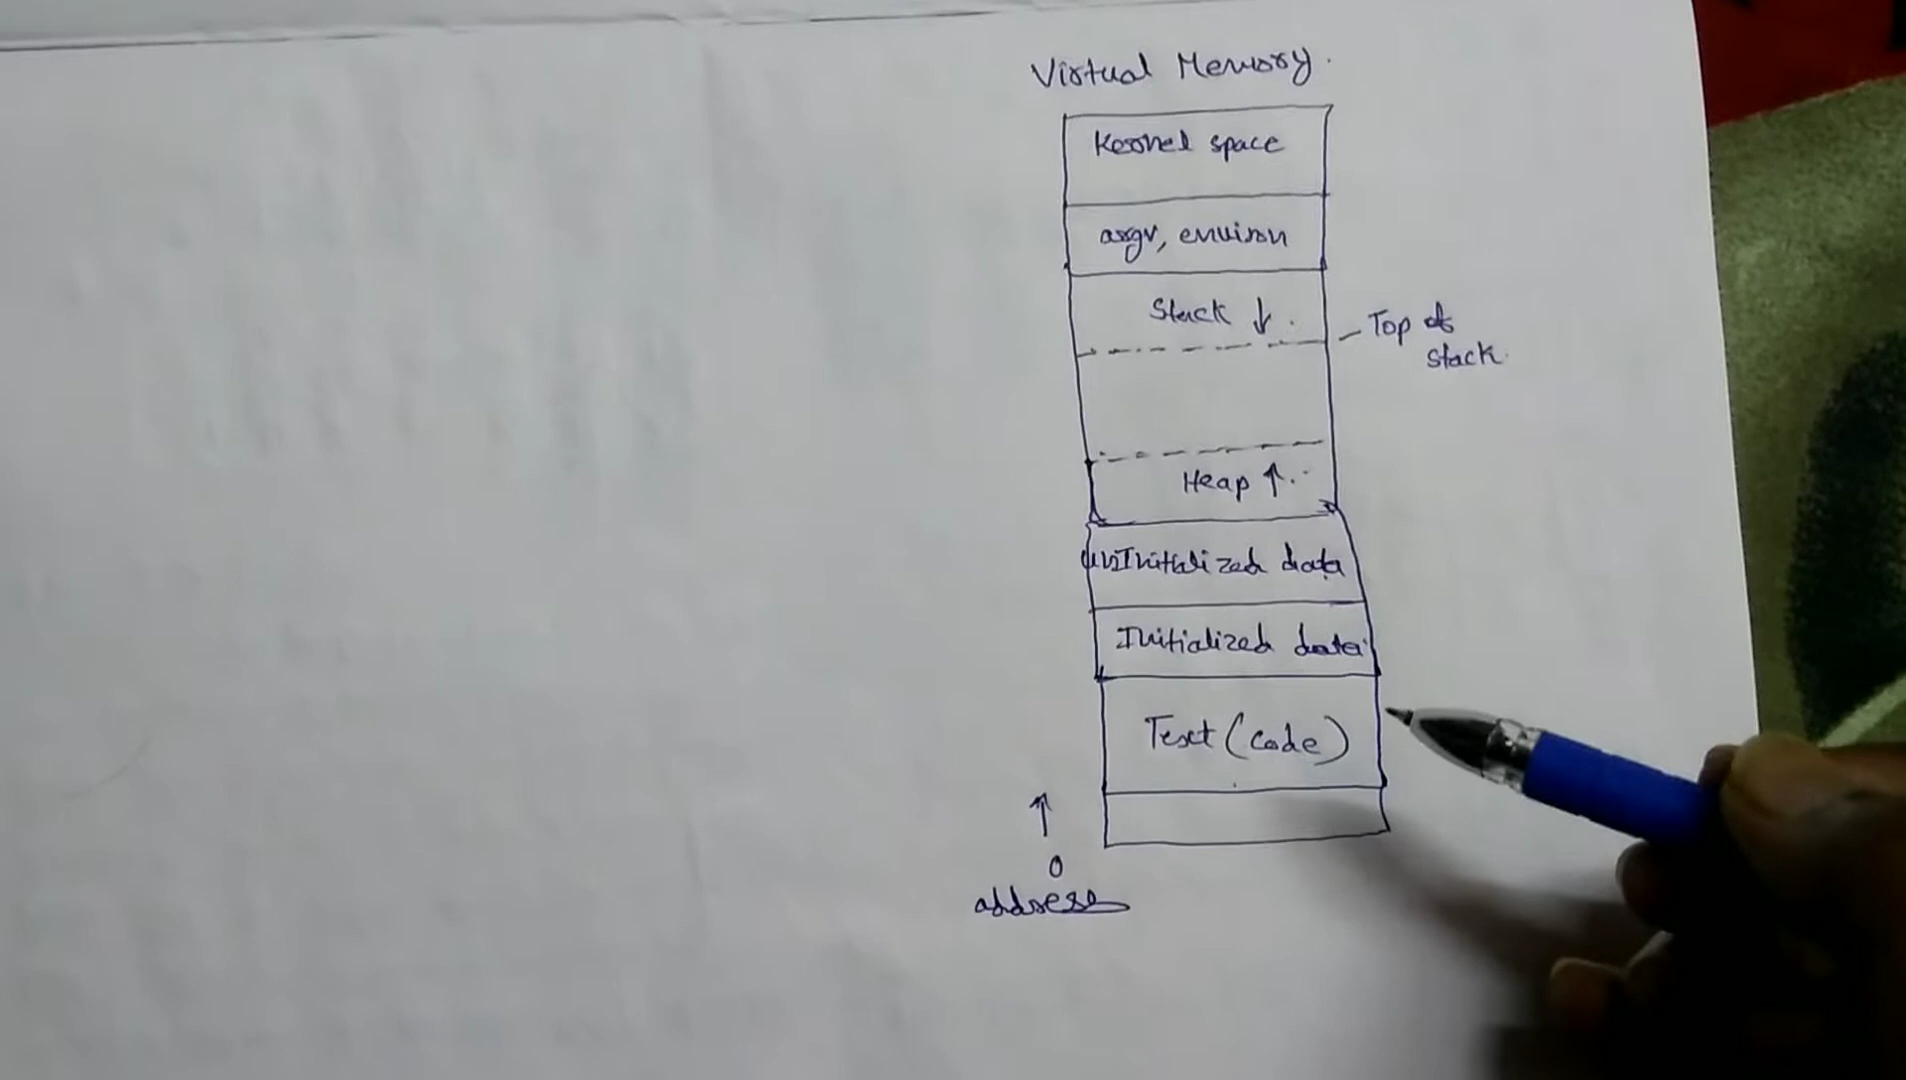 Virtual Memory.
Kernel space
argv, environ
Stack ↓
Top of
stack
Heap ↑
UnInitialized data
Initialized data
Text (code)
↑
0
address